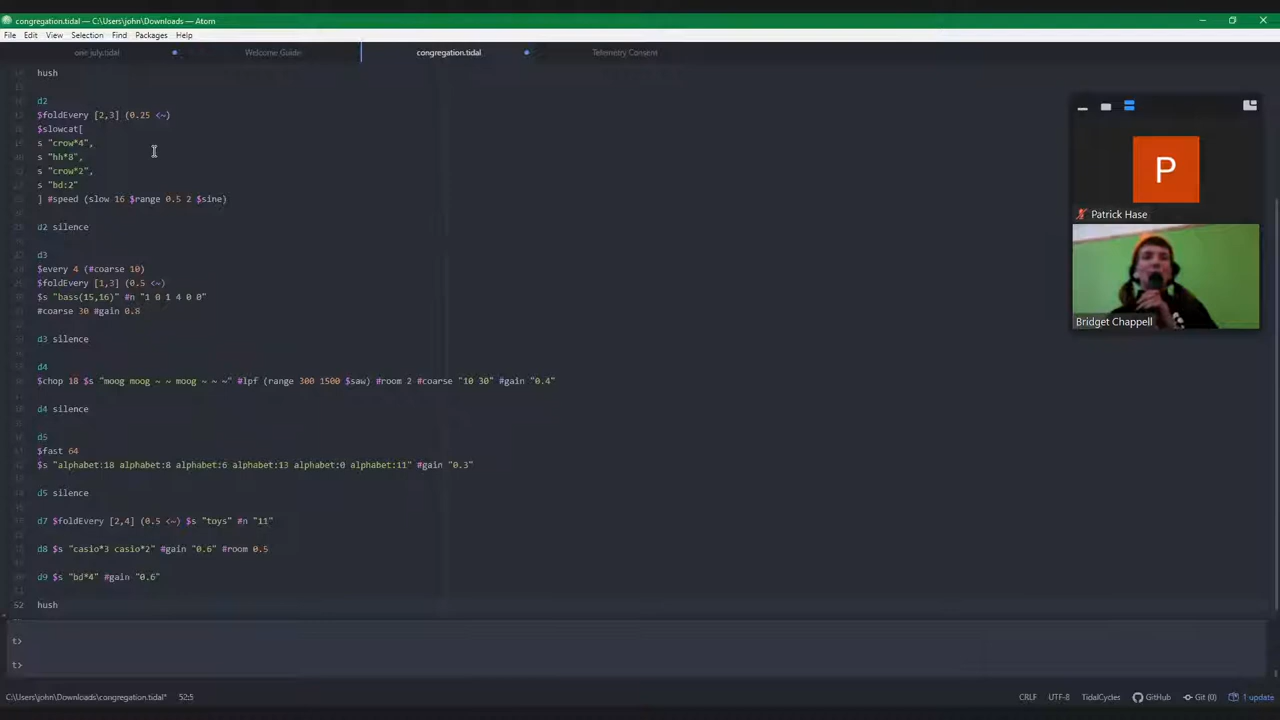 congregation.tidal — C:\Users\john\Downloads — Atom
File Edit View Selection Find Packages Help
one july.tidal Welcome Guide congregation.tidal Telemetry Consent
hush
d2
$foldEvery [2,3] (0.25 <~)
$slowcat[
s "crow*4",
s "hh*8",
s "crow*2",
s "bd:2"
] #speed (slow 16 $range 0.5 2 $sine)
d2 silence
d3
$every 4 (#coarse 10)
$foldEvery [1,3] (0.5 <~)
$s "bass(15,16)" #n "1 0 1 4 0 0"
#coarse 30 #gain 0.8
d3 silence
d4
$chop 18 $s "moog moog ~ ~ moog ~ ~ ~" #lpf (range 300 1500 $saw) #room 2 #coarse "10 30" #gain "0.4"
d4 silence
d5
$fast 64
$s "alphabet:18 alphabet:8 alphabet:6 alphabet:13 alphabet:0 alphabet:11" #gain "0.3"
d5 silence
d7 $foldEvery [2,4] (0.5 <~) $s "toys" #n "11"
d8 $s "casio*3 casio*2" #gain "0.6" #room 0.5
d9 $s "bd*4" #gain "0.6"
52 hush
t>
t>
C:\Users\john\Downloads\congregation.tidal* 52:5 CRLF UTF-8 TidalCycles GitHub Git (0) 1 update
P
Patrick Hase
Bridget Chappell